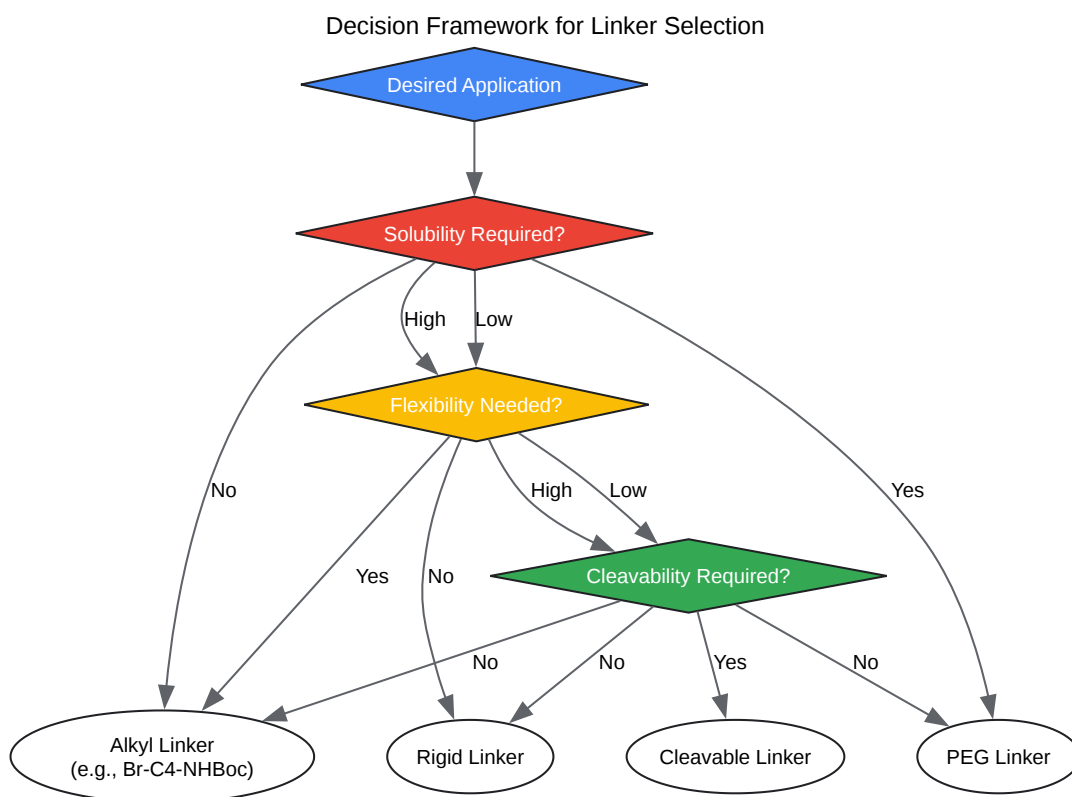 Decision Framework for Linker Selection
Desired Application
Solubility Required?
High
Low
Flexibility Needed?
No
High
Low
Yes
Yes
No
Cleavability Required?
No
No
Yes
No
Alkyl Linker
(e.g., Br-C4-NHBoc)
Rigid Linker
Cleavable Linker
PEG Linker